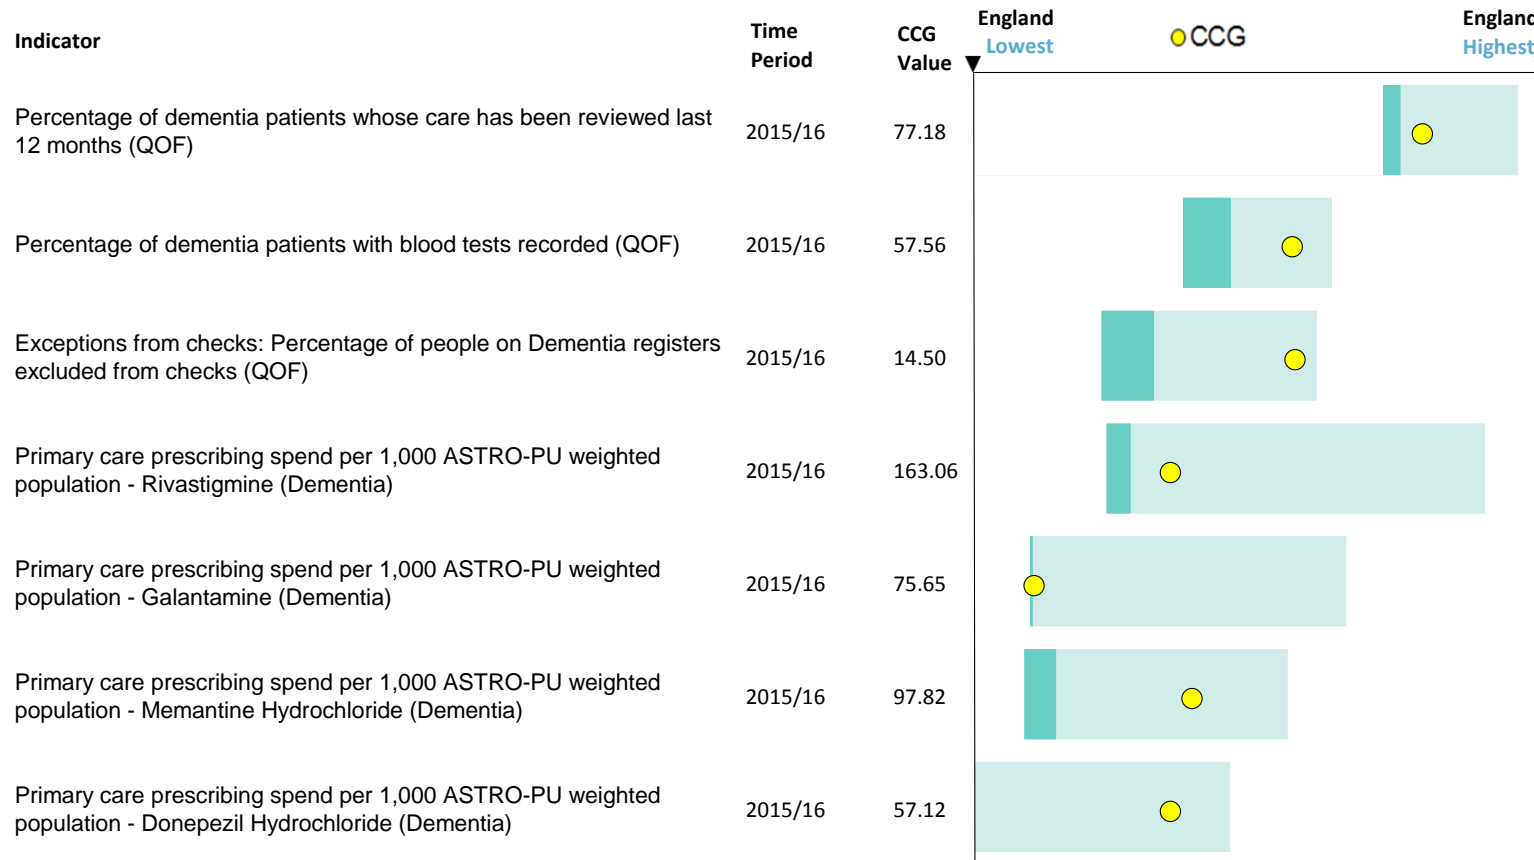 Indicator
Time
Period
CCG
Value
England
Lowest
CCG
England
Highest
Percentage of dementia patients whose care has been reviewed last
12 months (QOF)
2015/16
77.18
Percentage of dementia patients with blood tests recorded (QOF)
2015/16
57.56
Exceptions from checks: Percentage of people on Dementia registers
excluded from checks (QOF)
2015/16
14.50
Primary care prescribing spend per 1,000 ASTRO-PU weighted
population - Rivastigmine (Dementia)
2015/16
163.06
Primary care prescribing spend per 1,000 ASTRO-PU weighted
population - Galantamine (Dementia)
2015/16
75.65
Primary care prescribing spend per 1,000 ASTRO-PU weighted
population - Memantine Hydrochloride (Dementia)
2015/16
97.82
Primary care prescribing spend per 1,000 ASTRO-PU weighted
population - Donepezil Hydrochloride (Dementia)
2015/16
57.12